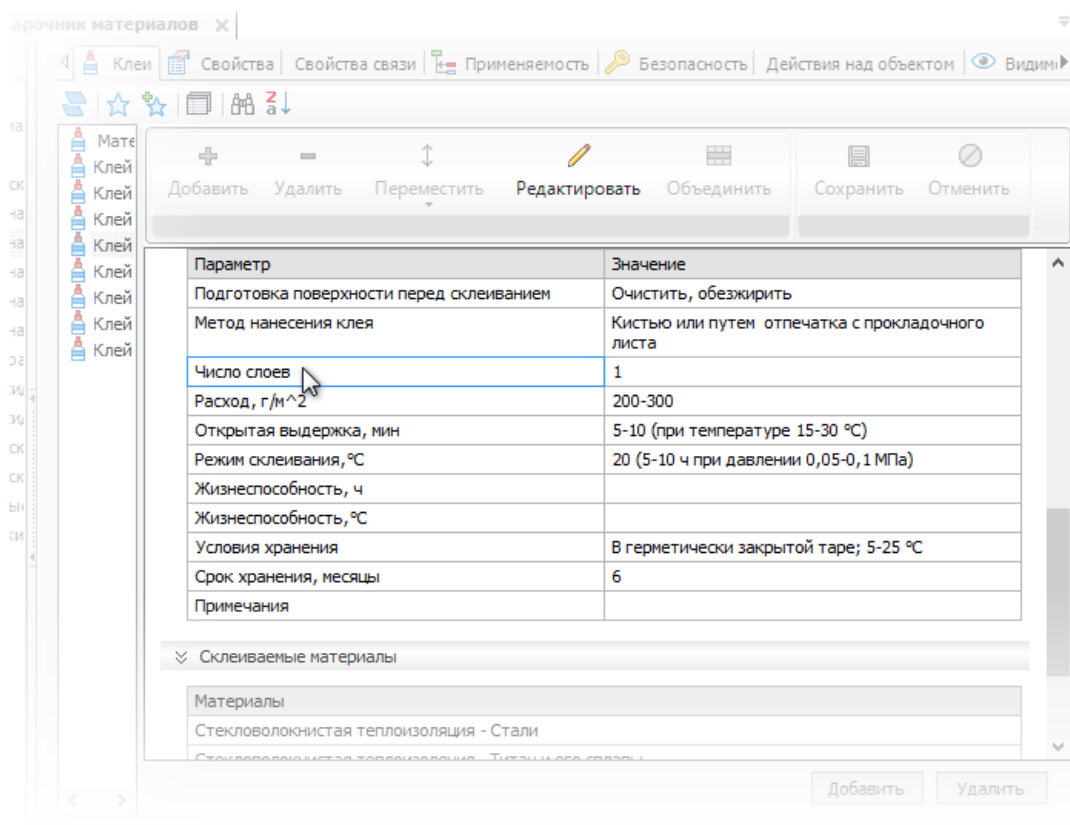 арочник материалов
Клеи Свойства Свойства связи Применяемость Безопасность Действия над объектом Видим
Z
a
Мате
Клей
Клей
Клей
Клей
Клей
Клей
Клей
Клей
Добавить Удалить Переместить Редактировать Объединить Сохранить Отменить
Параметр Значение
Подготовка поверхности перед склеиванием Очистить, обезжирить
Метод нанесения клея Кистью или путем отпечатка с прокладочного
листа
Число слоев 1
Расход, г/м^2 200-300
Открытая выдержка, мин 5-10 (при температуре 15-30 °C)
Режим склеивания,°C 20 (5-10 ч при давлении 0,05-0,1 МПа)
Жизнеспособность, ч
Жизнеспособность,°C
Условия хранения В герметически закрытой таре; 5-25 °C
Срок хранения, месяцы 6
Примечания
Склеиваемые материалы
Материалы
Стекловолокнистая теплоизоляция - Стали
Стекловолокнистая теплоизоляция - Титан и его сплавы
Добавить Удалить